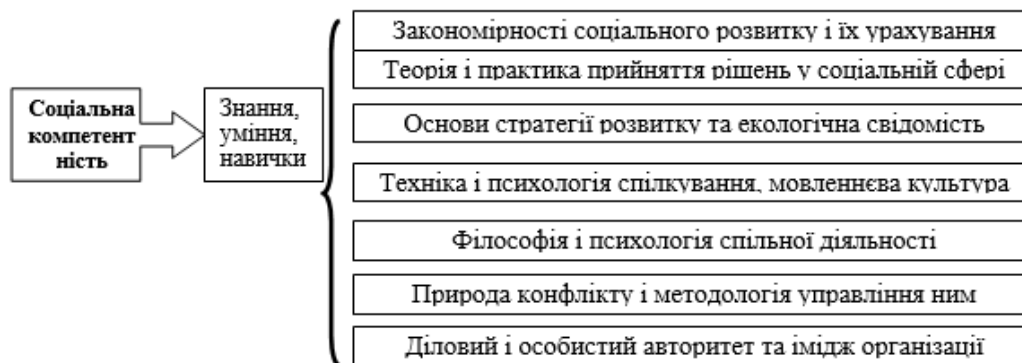 Соціальна
компетент
ність
Знання,
уміння,
навички
Закономірності соціального розвитку і їх урахування
Теорія і практика прийняття рішень у соціальній сфері
Основи стратегії розвитку та екологічна свідомість
Техніка і психологія спілкування, мовленнєва культура
Філософія і психологія спільної діяльності
Природа конфлікту і методологія управління ним
Діловий і особистий авторитет та імідж організації